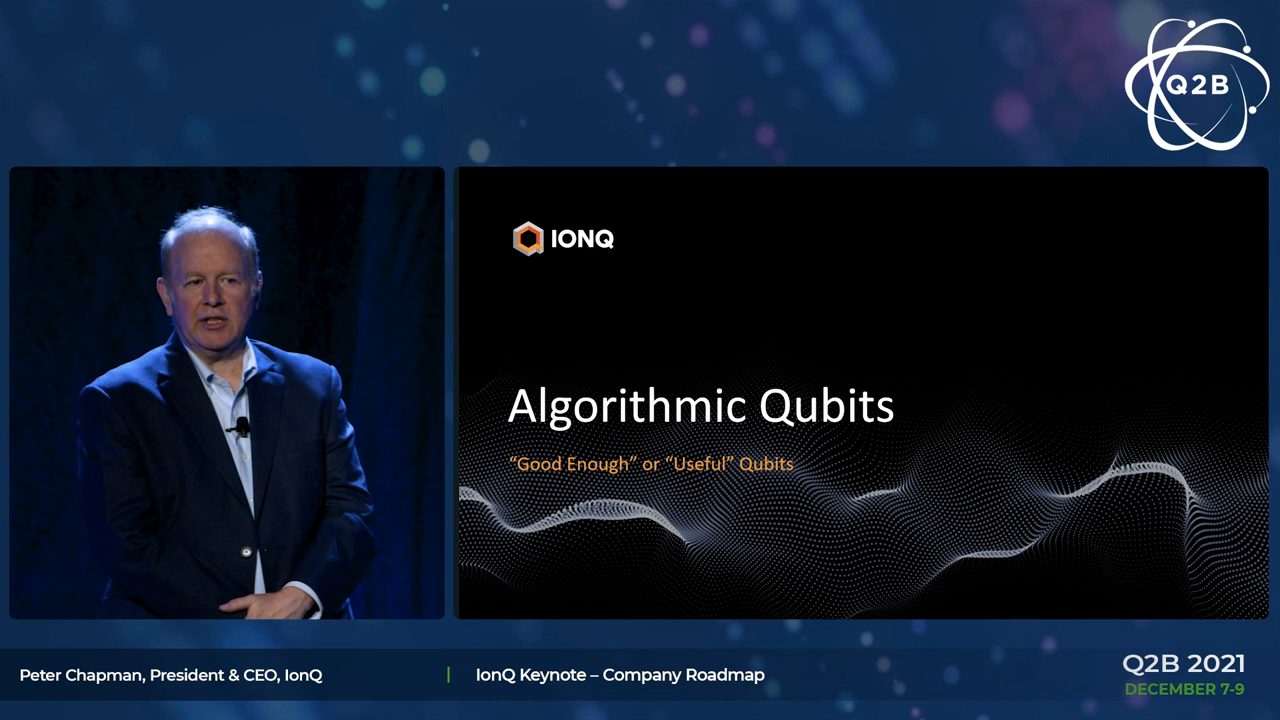 Q2B
IONQ
Algorithmic Qubits
“Good Enough” or “Useful” Qubits
Peter Chapman, President & CEO, IonQ
IonQ Keynote – Company Roadmap
Q2B 2021
DECEMBER 7-9